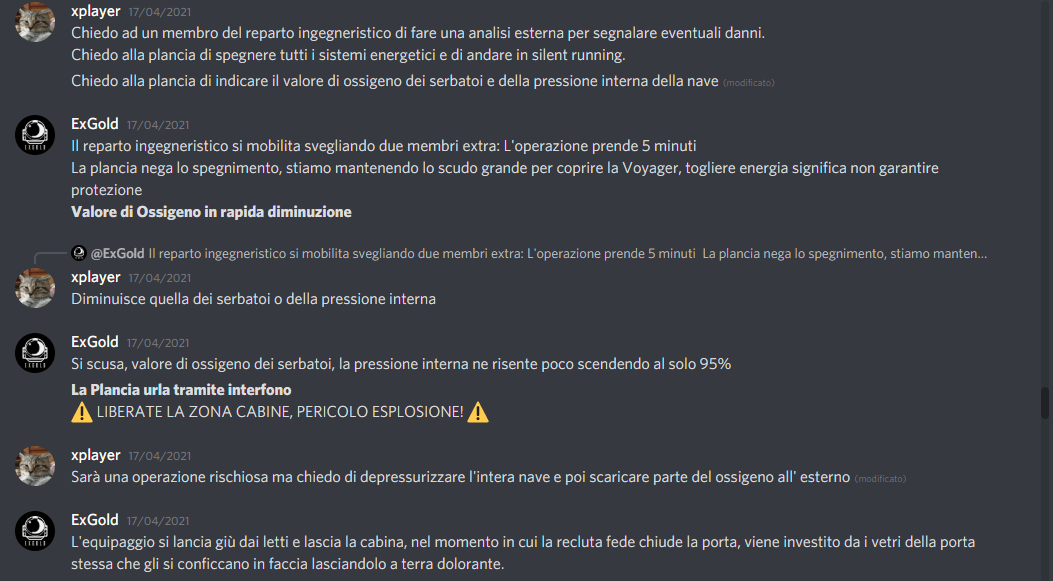 xplayer 17/04/2021
Chiedo ad un membro del reparto ingegneristico di fare una analisi esterna per segnalare eventuali danni.
Chiedo alla plancia di spegnere tutti i sistemi energetici e di andare in silent running.
Chiedo alla plancia di indicare il valore di ossigeno dei serbatoi e della pressione interna della nave (modificato)
ExGold 17/04/2021
Il reparto ingegneristico si mobilita svegliando due membri extra: L'operazione prende 5 minuti
La plancia nega lo spegnimento, stiamo mantenendo lo scudo grande per coprire la Voyager, togliere energia significa non garantire
protezione
Valore di Ossigeno in rapida diminuzione
@ExGold Il reparto ingegneristico si mobilita svegliando due membri extra: L'operazione prende 5 minuti La plancia nega lo spegnimento, stiamo manten...
xplayer 17/04/2021
Diminuisce quella dei serbatoi o della pressione interna
ExGold 17/04/2021
Si scusa, valore di ossigeno dei serbatoi, la pressione interna ne risente poco scendendo al solo 95%
La Plancia urla tramite interfono
⚠️ LIBERATE LA ZONA CABINE, PERICOLO ESPLOSIONE! ⚠️
xplayer 17/04/2021
Sarà una operazione rischiosa ma chiedo di depressurizzare l'intera nave e poi scaricare parte del ossigeno all' esterno (modificato)
ExGold 17/04/2021
L'equipaggio si lancia giù dai letti e lascia la cabina, nel momento in cui la recluta fede chiude la porta, viene investito da i vetri della porta
stessa che gli si conficcano in faccia lasciandolo a terra dolorante.